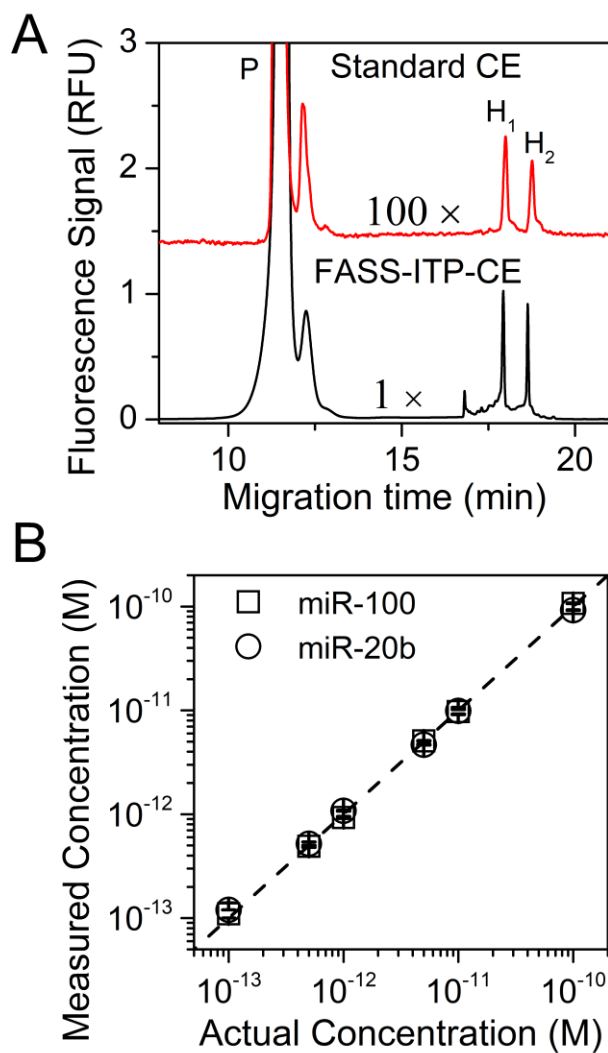 A
Fluorescence Signal (RFU)
3
2
1
0
P
Standard CE
H₁
H₂
100 ×
FASS-ITP-CE
1 ×
10
15
20
Migration time (min)
B
Measured Concentration (M)
10⁻¹⁰
10⁻¹¹
10⁻¹²
10⁻¹³
miR-100
miR-20b
10⁻¹³
10⁻¹²
10⁻¹¹
10⁻¹⁰
Actual Concentration (M)